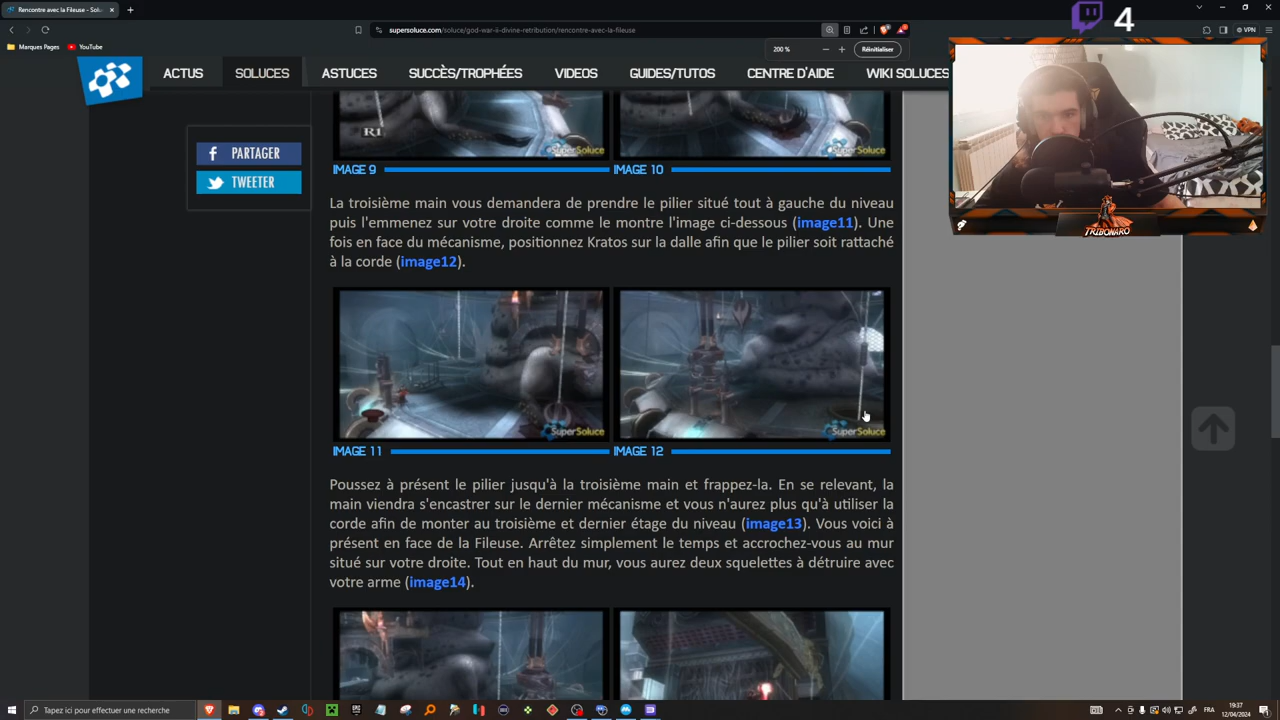 Rencontre avec la Fileuse - Solu
4
supersoluce.com/soluce/god-war-ii-divine-retribution/rencontre-avec-la-fileuse
VPN
Marques Pages
YouTube
200 %
Réinitialiser
ACTUS
SOLUCES
ASTUCES
SUCCÈS/TROPHÉES
VIDEOS
GUIDES/TUTOS
CENTRE D'AIDE
WIKI SOLUCES
R1
SuperSoluce
SuperSoluce
PARTAGER
TWEETER
IMAGE 9
IMAGE 10
TRIBONARO
La troisième main vous demandera de prendre le pilier situé tout à gauche du niveau
puis l'emmenez sur votre droite comme le montre l'image ci-dessous (image11). Une
fois en face du mécanisme, positionnez Kratos sur la dalle afin que le pilier soit rattaché
à la corde (image12).
SuperSoluce
SuperSoluce
IMAGE 11
IMAGE 12
Poussez à présent le pilier jusqu'à la troisième main et frappez-la. En se relevant, la
main viendra s'encastrer sur le dernier mécanisme et vous n'aurez plus qu'à utiliser la
corde afin de monter au troisième et dernier étage du niveau (image13). Vous voici à
présent en face de la Fileuse. Arrêtez simplement le temps et accrochez-vous au mur
situé sur votre droite. Tout en haut du mur, vous aurez deux squelettes à détruire avec
votre arme (image14).
Tapez ici pour effectuer une recherche
FRA
19:37
12/04/2024